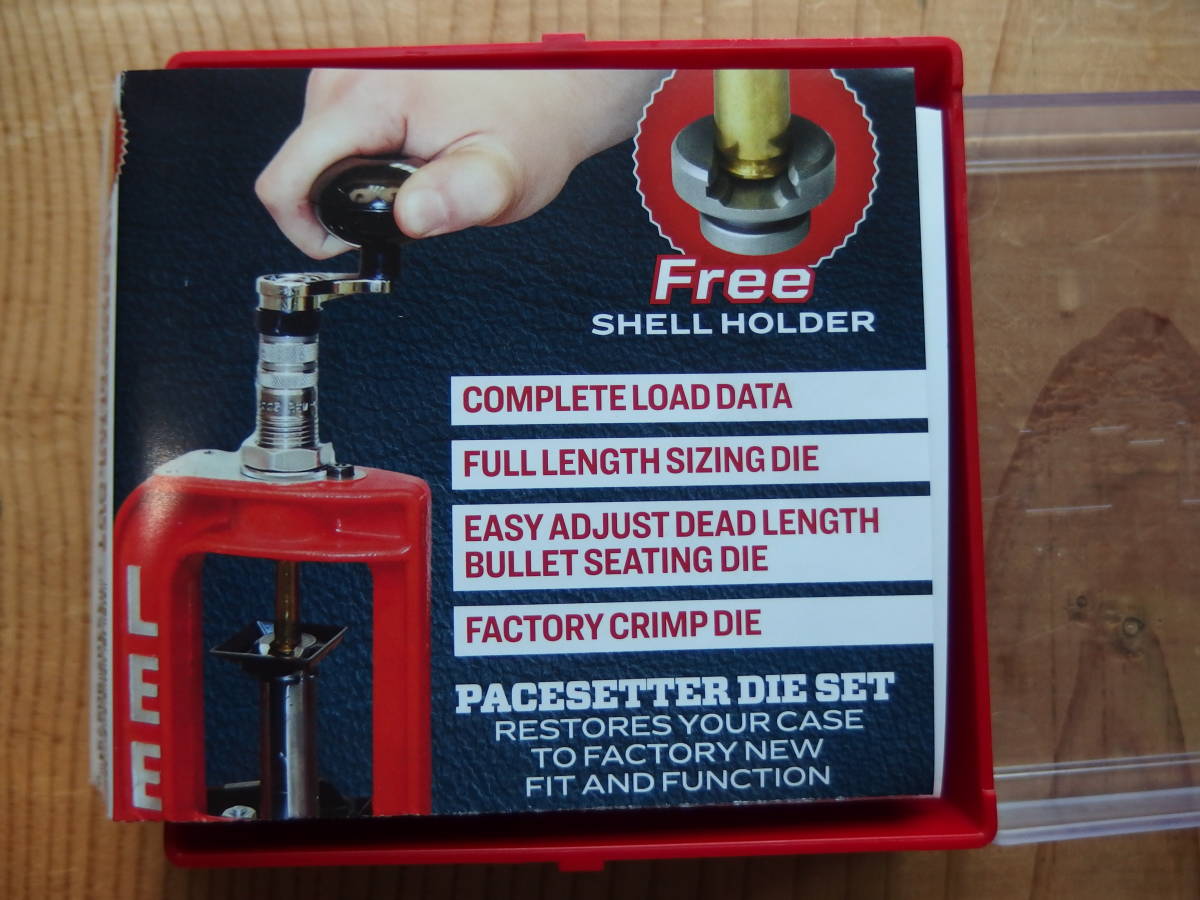 Free
SHELL HOLDER
COMPLETE LOAD DATA
FULL LENGTH SIZING DIE
EASY ADJUST DEAD LENGTH
BULLET SEATING DIE
FACTORY CRIMP DIE
LEE
PACESETTER DIE SET
RESTORES YOUR CASE
TO FACTORY NEW
FIT AND FUNCTION